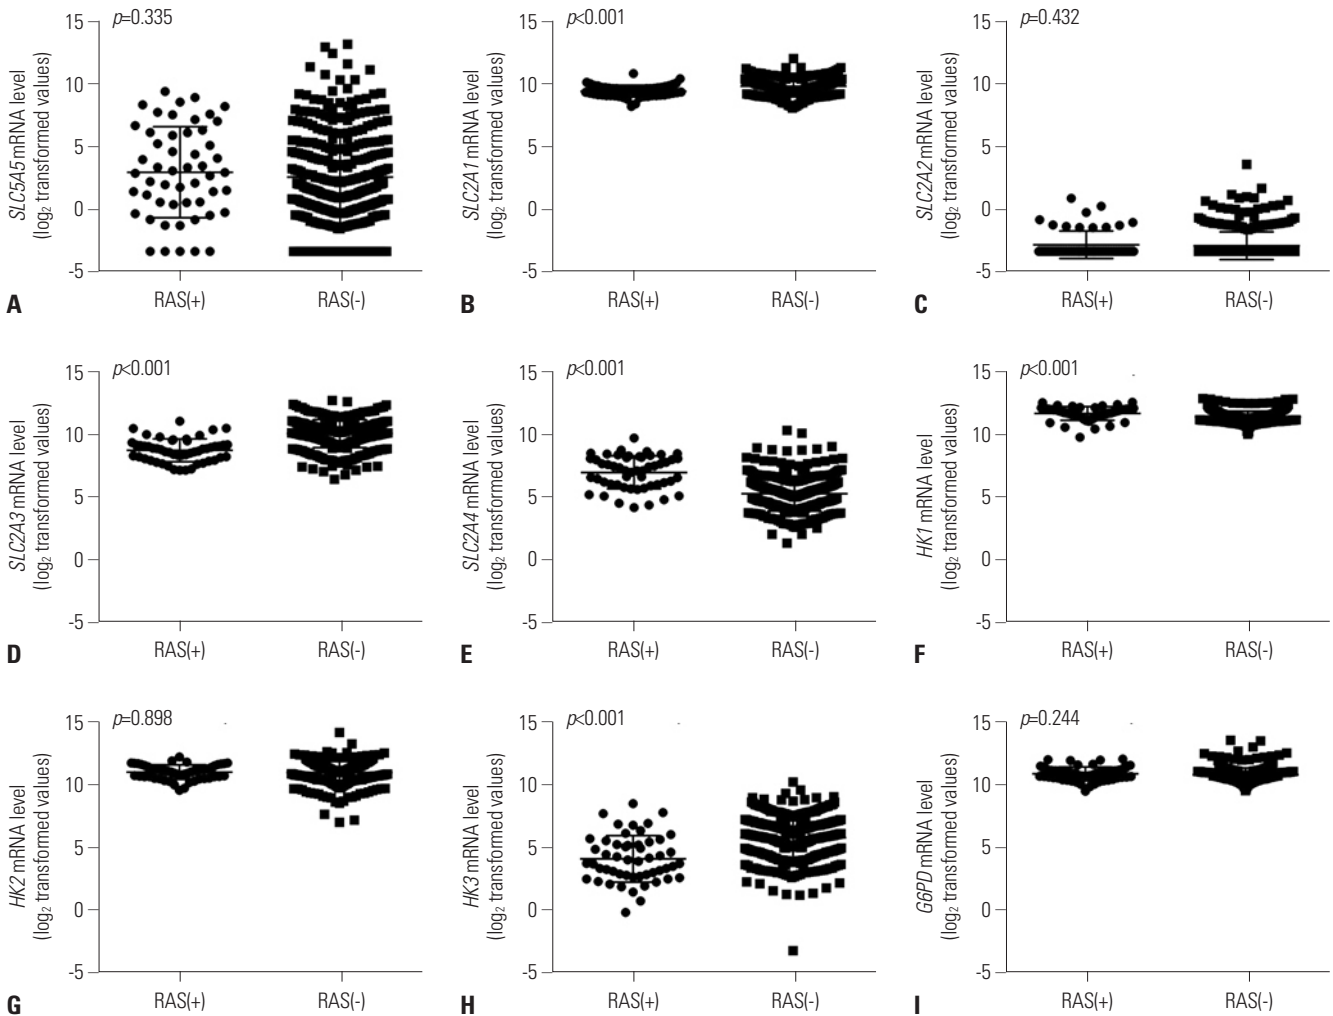 p=0.335
SLC5A5 mRNA level
(log₂ transformed values)
15
10
5
0
-5
RAS(+) RAS(-)
A
p<0.001
SLC2A1 mRNA level
(log₂ transformed values)
15
10
5
0
-5
RAS(+) RAS(-)
B
p=0.432
SLC2A2 mRNA level
(log₂ transformed values)
15
10
5
0
-5
RAS(+) RAS(-)
C
p<0.001
SLC2A3 mRNA level
(log₂ transformed values)
15
10
5
0
-5
RAS(+) RAS(-)
D
p<0.001
SLC2A4 mRNA level
(log₂ transformed values)
15
10
5
0
-5
RAS(+) RAS(-)
E
p<0.001
HK1 mRNA level
(log₂ transformed values)
15
10
5
0
-5
RAS(+) RAS(-)
F
p=0.898
HK2 mRNA level
(log₂ transformed values)
15
10
5
0
-5
RAS(+) RAS(-)
G
p<0.001
HK3 mRNA level
(log₂ transformed values)
15
10
5
0
-5
RAS(+) RAS(-)
H
p=0.244
G6PD mRNA level
(log₂ transformed values)
15
10
5
0
-5
RAS(+) RAS(-)
I